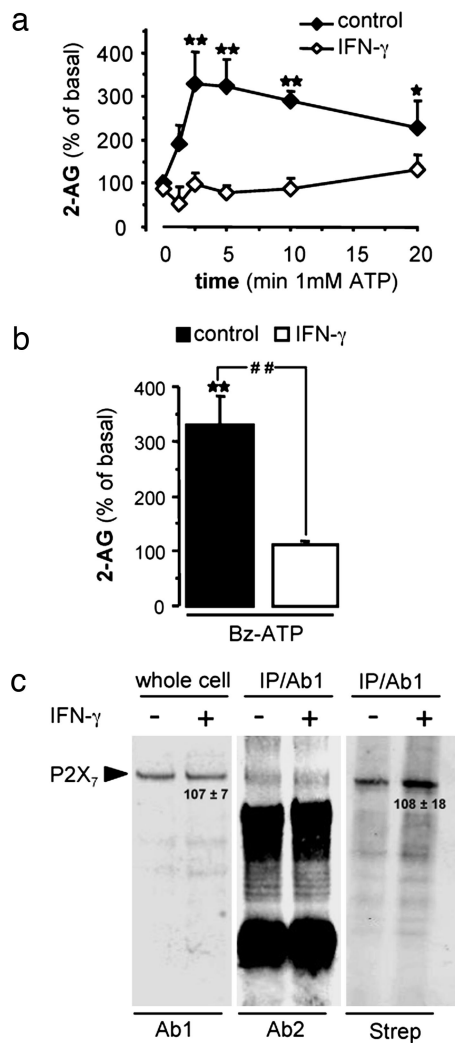 a
control
IFN-γ
2-AG (% of basal)
400
300
200
100
0
★★ ★★ ★★ ★
0 5 10 15 20
time (min 1mM ATP)
b
control IFN-γ
2-AG (% of basal)
400
300
200
100
0
★★
##
Bz-ATP
c
whole cell IP/Ab1 IP/Ab1
IFN-γ - + - + - +
P2X7
107 ± 7
108 ± 18
Ab1 Ab2 Strep